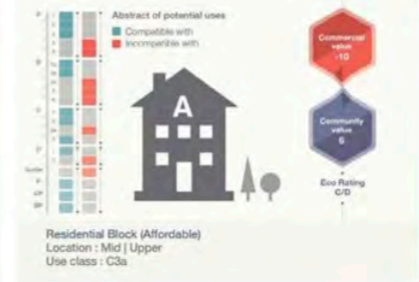 Abstract of potential uses
Compatible with
Incompatible with
A
Commercial
value
-10
Community
value
6
Eco Rating
C/D
Residential Block (Affordable)
Location : Mid | Upper
Use class : C3a